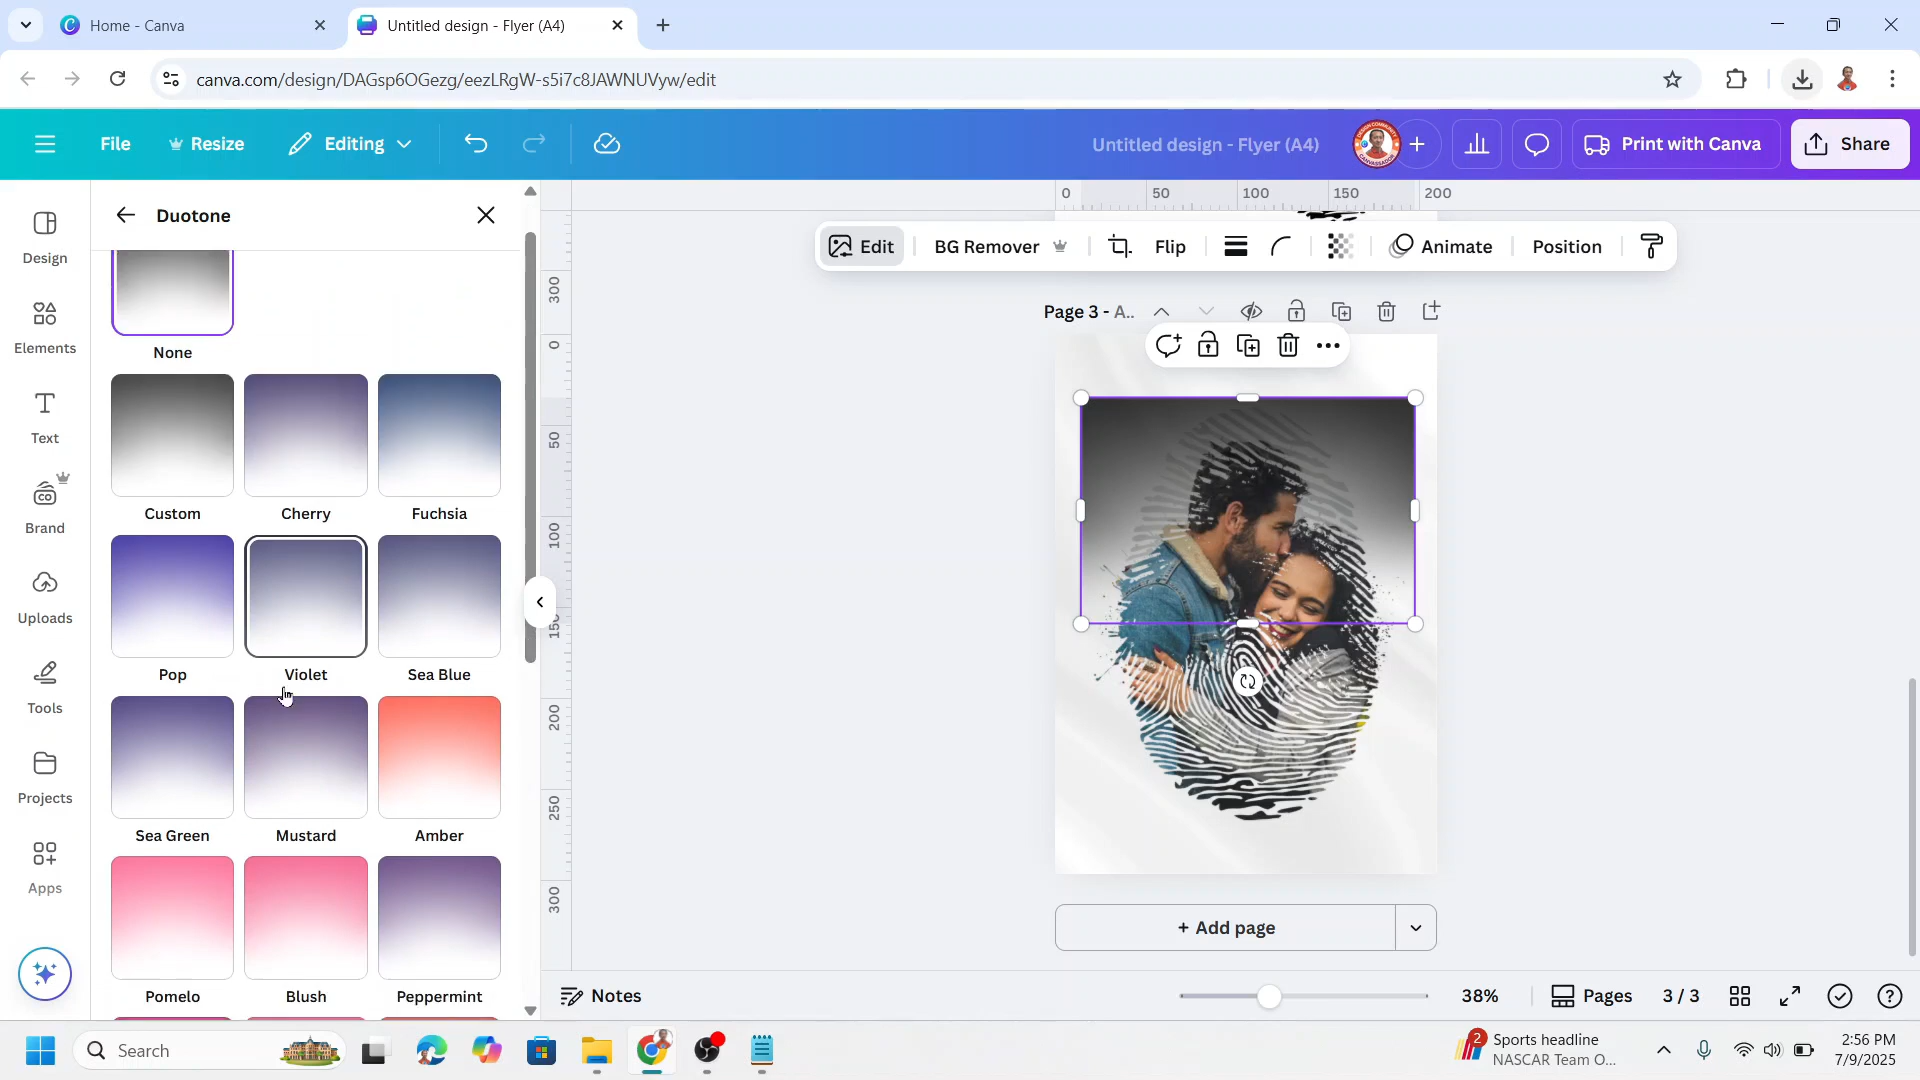 Home - Canva
Untitled design - Flyer (A4)
canva.com/design/DAGsp6OGezg/eezLRgW-s5i7c8JAWNUVyw/edit
File
Resize
Editing
Untitled design - Flyer (A4)
Print with Canva
Share
Design
Elements
Text
Brand
Uploads
Tools
Projects
Apps
Duotone
None
Custom
Cherry
Fuchsia
Pop
Violet
Sea Blue
Sea Green
Mustard
Amber
Pomelo
Blush
Peppermint
0 50 100 150 200
300
0
50
100
150
200
250
300
Edit
BG Remover
Flip
Animate
Position
Page 3 - A..
+ Add page
Notes
38%
Pages
3 / 3
Search
2
Sports headline
NASCAR Team O...
2:56 PM
7/9/2025